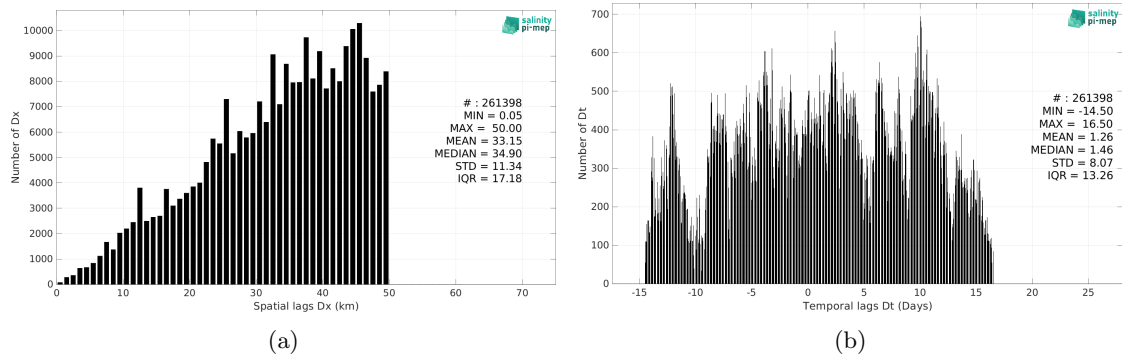 10000
9000
8000
7000
6000
5000
4000
3000
2000
1000
0
Number of Dx
0 10 20 30 40 50 60 70
Spatial lags Dx (km)
salinity
pi-mep
# : 261398
MIN = 0.05
MAX = 50.00
MEAN = 33.15
MEDIAN = 34.90
STD = 11.34
IQR = 17.18
(a)
700
600
500
400
300
200
100
0
Number of Dt
-15 -10 -5 0 5 10 15 20 25
Temporal lags Dt (Days)
salinity
pi-mep
# : 261398
MIN = -14.50
MAX = 16.50
MEAN = 1.26
MEDIAN = 1.46
STD = 8.07
IQR = 13.26
(b)